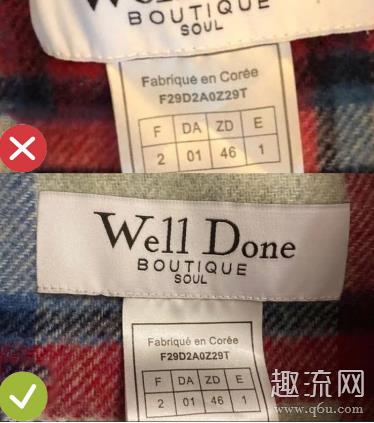 BOUTIQUE
SOUL
Fabriqué en Corée
F29D2A0Z29T
F DA ZD E
2 01 46 1
Well Done
BOUTIQUE
SOUL
Fabriqué en Corée
F29D2A0Z29T
F DA ZD E
2 01 46 1
趣流网
www.q6u.com